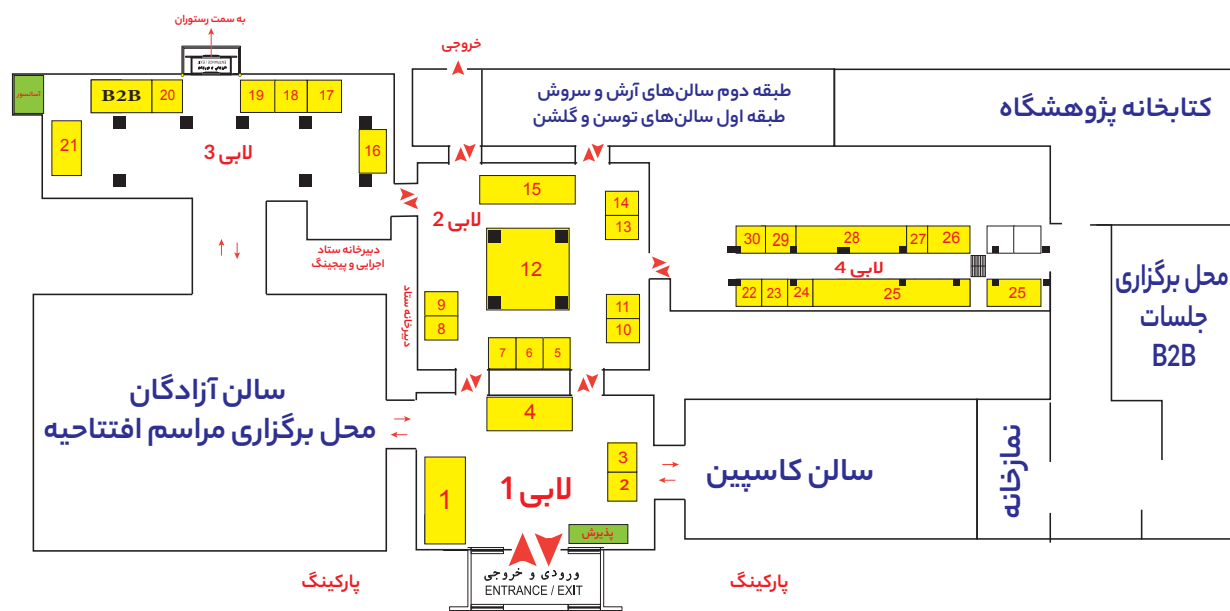 به سمت رستوران
خروجی
آسانسور
B2B
20
19
18
17
21
16
لابی 3
طبقه دوم سالن‌های آرش و سروش
طبقه اول سالن‌های توسن و گلشن
کتابخانه پژوهشگاه
15
14
13
لابی 2
12
دبیرخانه ستاد
اجرایی و پیجینگ
دبیرخانه ستاد
30
29
28
27
26
لابی 4
22
23
24
25
25
محل برگزاری
جلسات
B2B
9
8
11
10
7
6
5
4
سالن آزادگان
محل برگزاری مراسم افتتاحیه
3
2
1
لابی 1
سالن کاسپین
نمازخانه
پذیرش
ورودی و خروجی
ENTRANCE / EXIT
پارکینگ
پارکینگ